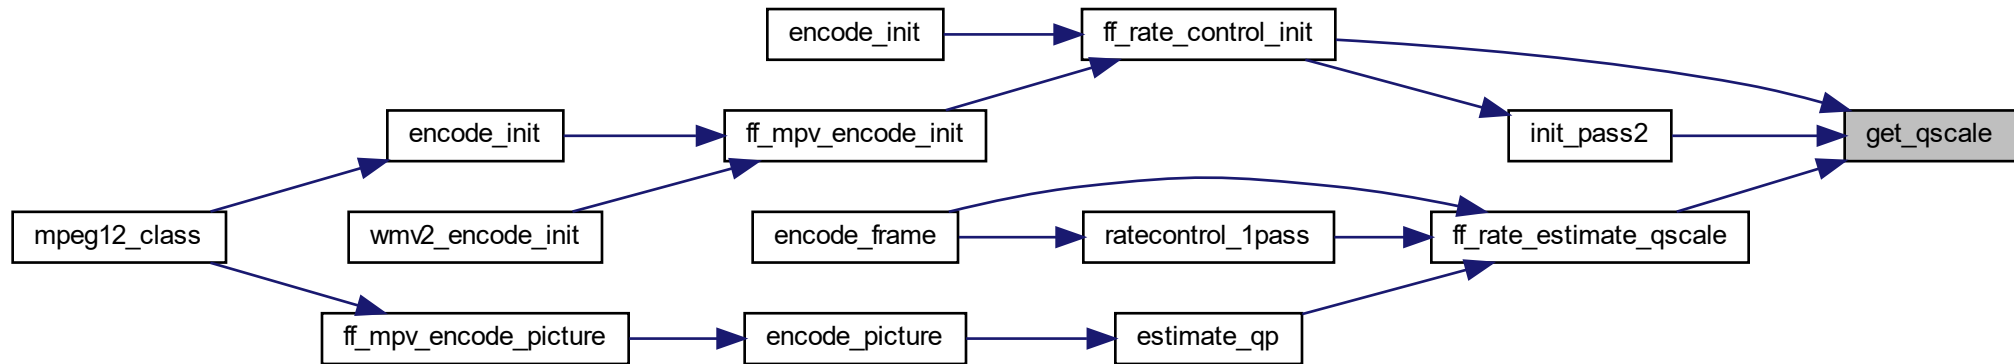 encode_init
ff_rate_control_init
encode_init
ff_mpv_encode_init
init_pass2
get_qscale
mpeg12_class
wmv2_encode_init
encode_frame
ratecontrol_1pass
ff_rate_estimate_qscale
ff_mpv_encode_picture
encode_picture
estimate_qp